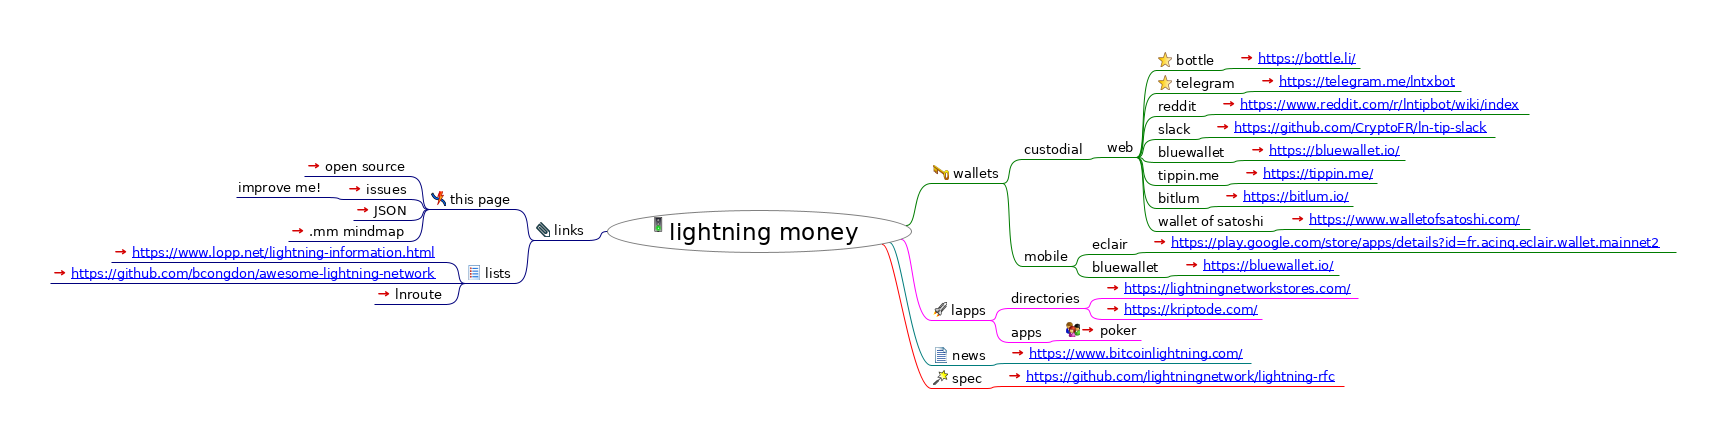 lightning money
wallets
custodial
web
bottle
https://bottle.li/
telegram
https://telegram.me/lntxbot
reddit
https://www.reddit.com/r/lntipbot/wiki/index
slack
https://github.com/CryptoFR/ln-tip-slack
bluewallet
https://bluewallet.io/
tippin.me
https://tippin.me/
bitlum
https://bitlum.io/
wallet of satoshi
https://www.walletofsatoshi.com/
mobile
eclair
https://play.google.com/store/apps/details?id=fr.acinq.eclair.wallet.mainnet2
bluewallet
https://bluewallet.io/
lapps
directories
https://lightningnetworkstores.com/
https://kriptode.com/
apps
poker
news
https://www.bitcoinlightning.com/
spec
https://github.com/lightningnetwork/lightning-rfc
links
this page
open source
issues
improve me!
JSON
.mm mindmap
lists
https://www.lopp.net/lightning-information.html
https://github.com/bcongdon/awesome-lightning-network
lnroute